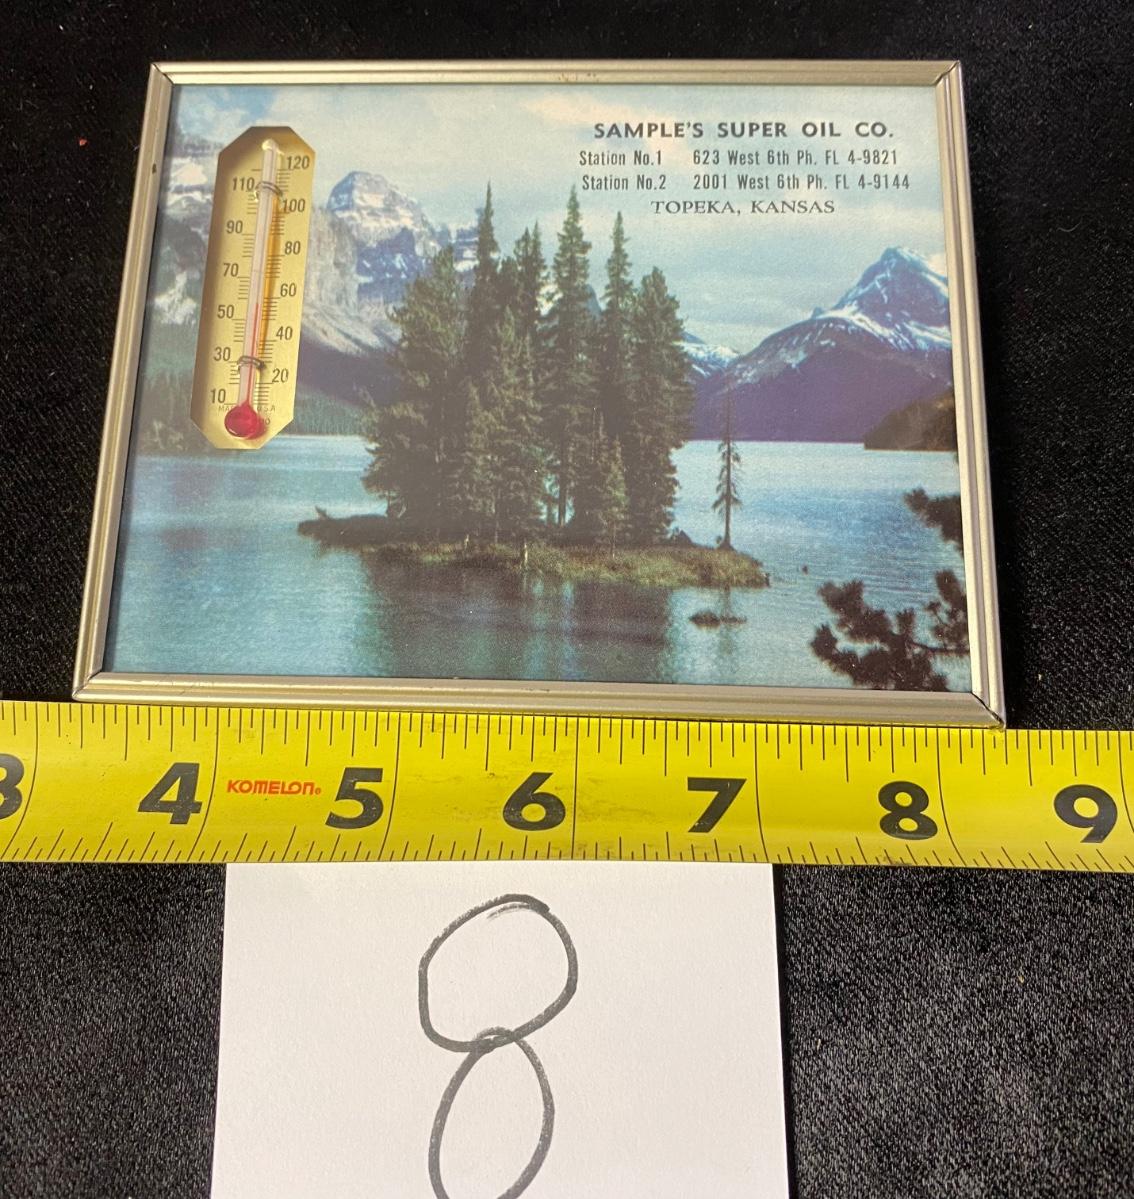 SAMPLE'S SUPER OIL CO.
Station No.1 623 West 6th Ph. FL 4-9821
Station No.2 2001 West 6th Ph. FL 4-9144
TOPEKA, KANSAS
120
110
100
90
80
70
60
50
40
30
20
10
U.S.A
3 4 KOMELON® 5 6 7 8 9
8